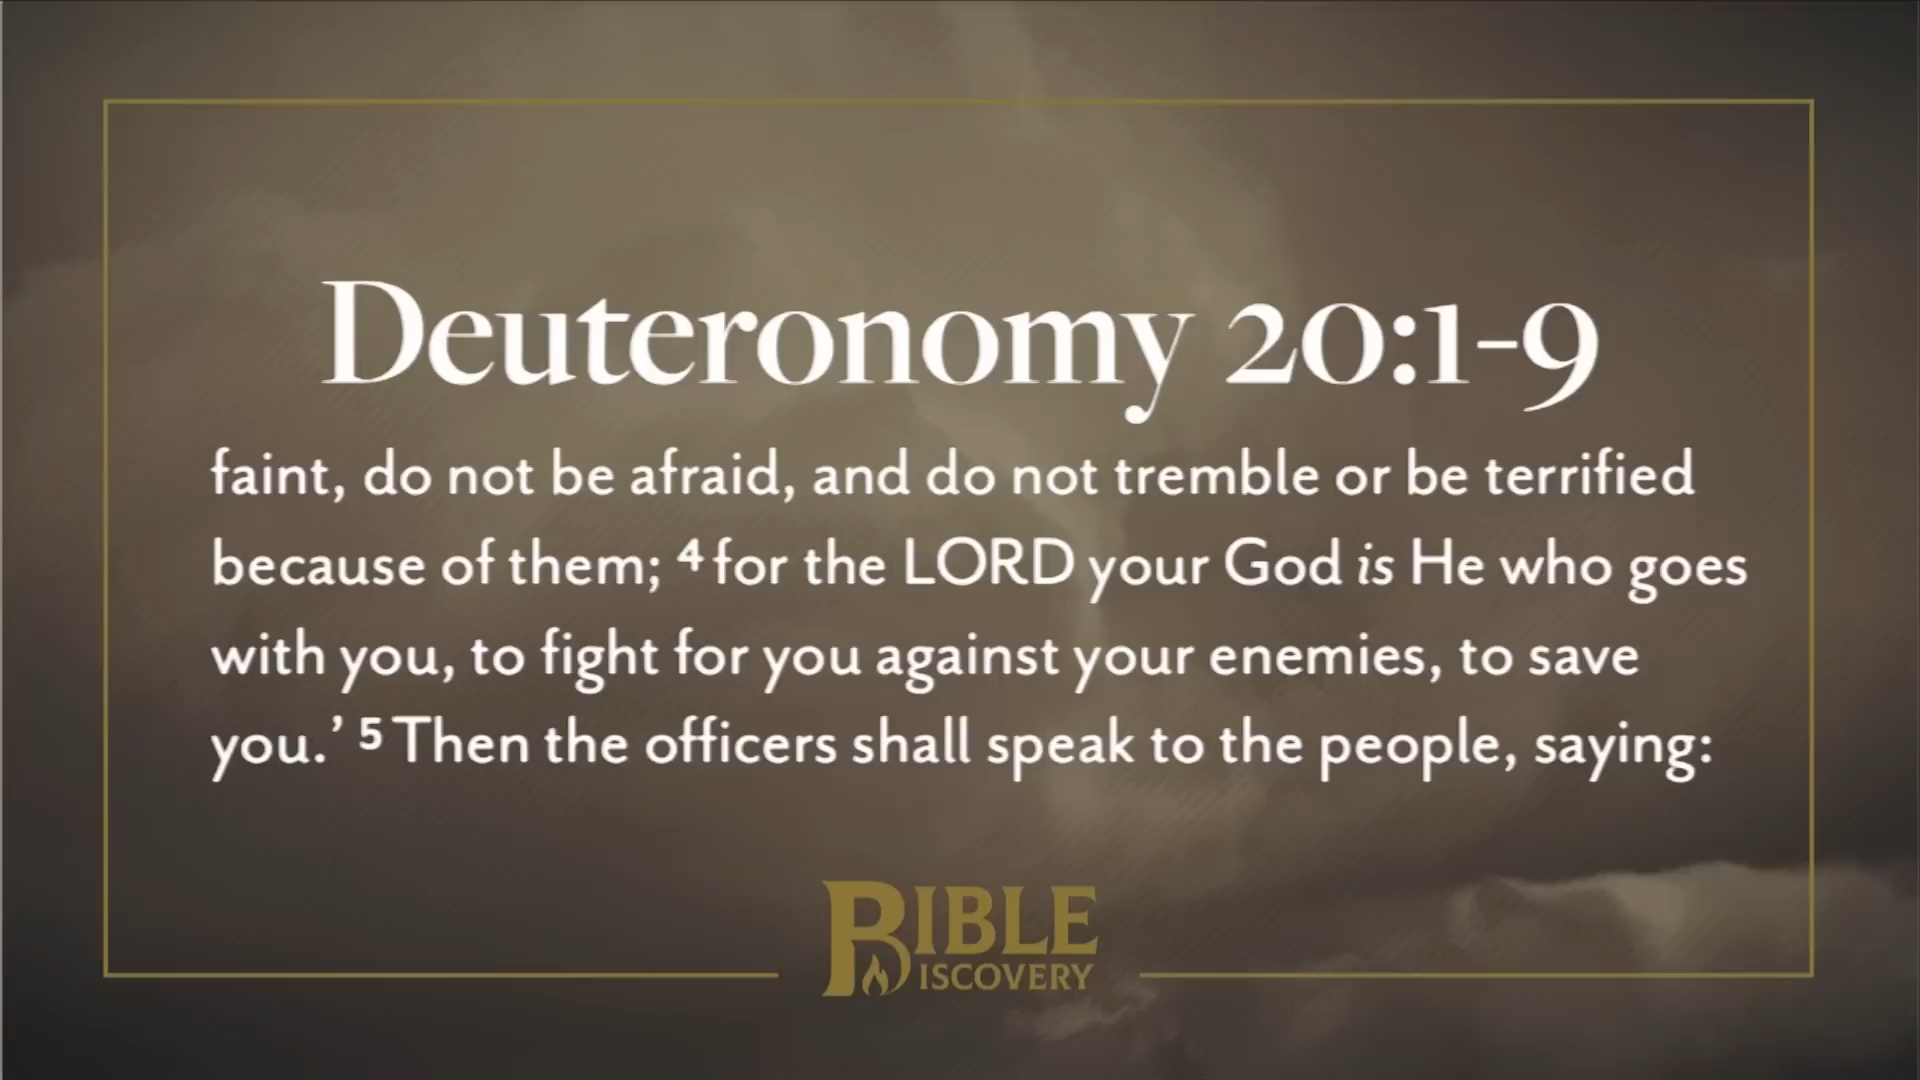 Deuteronomy 20:1-9
faint, do not be afraid, and do not tremble or be terrified
because of them; ⁴ for the LORD your God is He who goes
with you, to fight for you against your enemies, to save
you.’ ⁵ Then the officers shall speak to the people, saying:
BIBLE
DISCOVERY